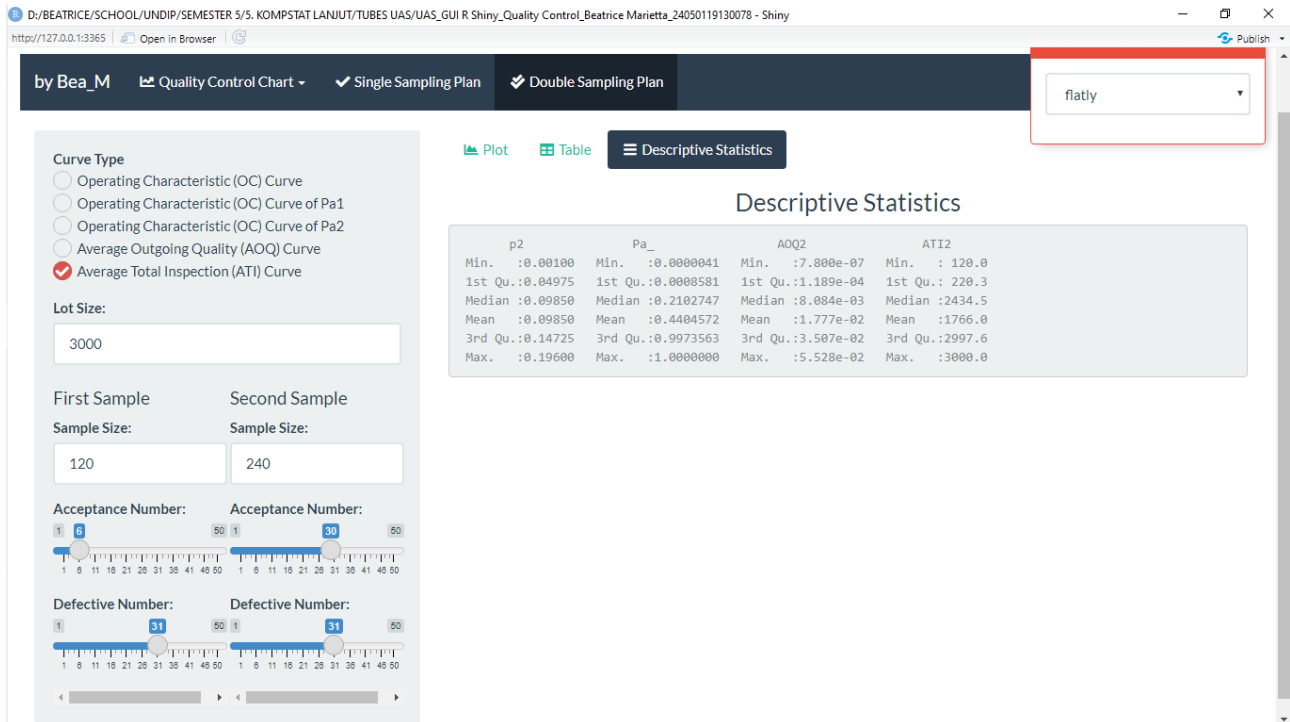 D:/BEATRICE/SCHOOL/UNDIP/SEMESTER 5/5. KOMPSTAT LANJUT/TUBES UAS/UAS_GUI R Shiny_Quality Control_Beatrice Marietta_24050119130078 - Shiny
http://127.0.0.1:3365 Open in Browser Publish
by Bea_M Quality Control Chart Single Sampling Plan Double Sampling Plan
flatly
Curve Type
Operating Characteristic (OC) Curve
Operating Characteristic (OC) Curve of Pa1
Operating Characteristic (OC) Curve of Pa2
Average Outgoing Quality (AOQ) Curve
Average Total Inspection (ATI) Curve
Lot Size:
3000
First Sample Second Sample
Sample Size: Sample Size:
120 240
Acceptance Number: Acceptance Number:
1 6 50 1 30 50
1 6 11 16 21 26 31 36 41 46 50 1 6 11 16 21 26 31 36 41 46 50
Defective Number: Defective Number:
1 31 50 1 31 50
1 6 11 16 21 26 31 36 41 46 50 1 6 11 16 21 26 31 36 41 46 50
Plot Table Descriptive Statistics
Descriptive Statistics
p2 Pa_ AOQ2 ATI2
Min. :0.00100 Min. :0.0000041 Min. :7.800e-07 Min. : 120.0
1st Qu.:0.04975 1st Qu.:0.0008581 1st Qu.:1.189e-04 1st Qu.: 220.3
Median :0.09850 Median :0.2102747 Median :8.084e-03 Median :2434.5
Mean :0.09850 Mean :0.4404572 Mean :1.777e-02 Mean :1766.0
3rd Qu.:0.14725 3rd Qu.:0.9973563 3rd Qu.:3.507e-02 3rd Qu.:2997.6
Max. :0.19600 Max. :1.0000000 Max. :5.528e-02 Max. :3000.0